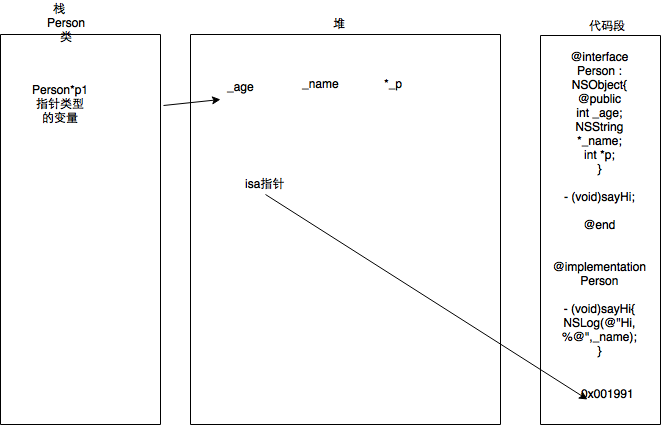 栈
Person
类
堆
代码段
Person*p1
指针类型
的变量
_age
_name
*_p
isa指针
@interface
Person :
NSObject{
@public
int _age;
NSString
*_name;
int *p;
}
- (void)sayHi;
@end
@implementation
Person
- (void)sayHi{
NSLog(@"Hi,
%@",_name);
}
0x001991